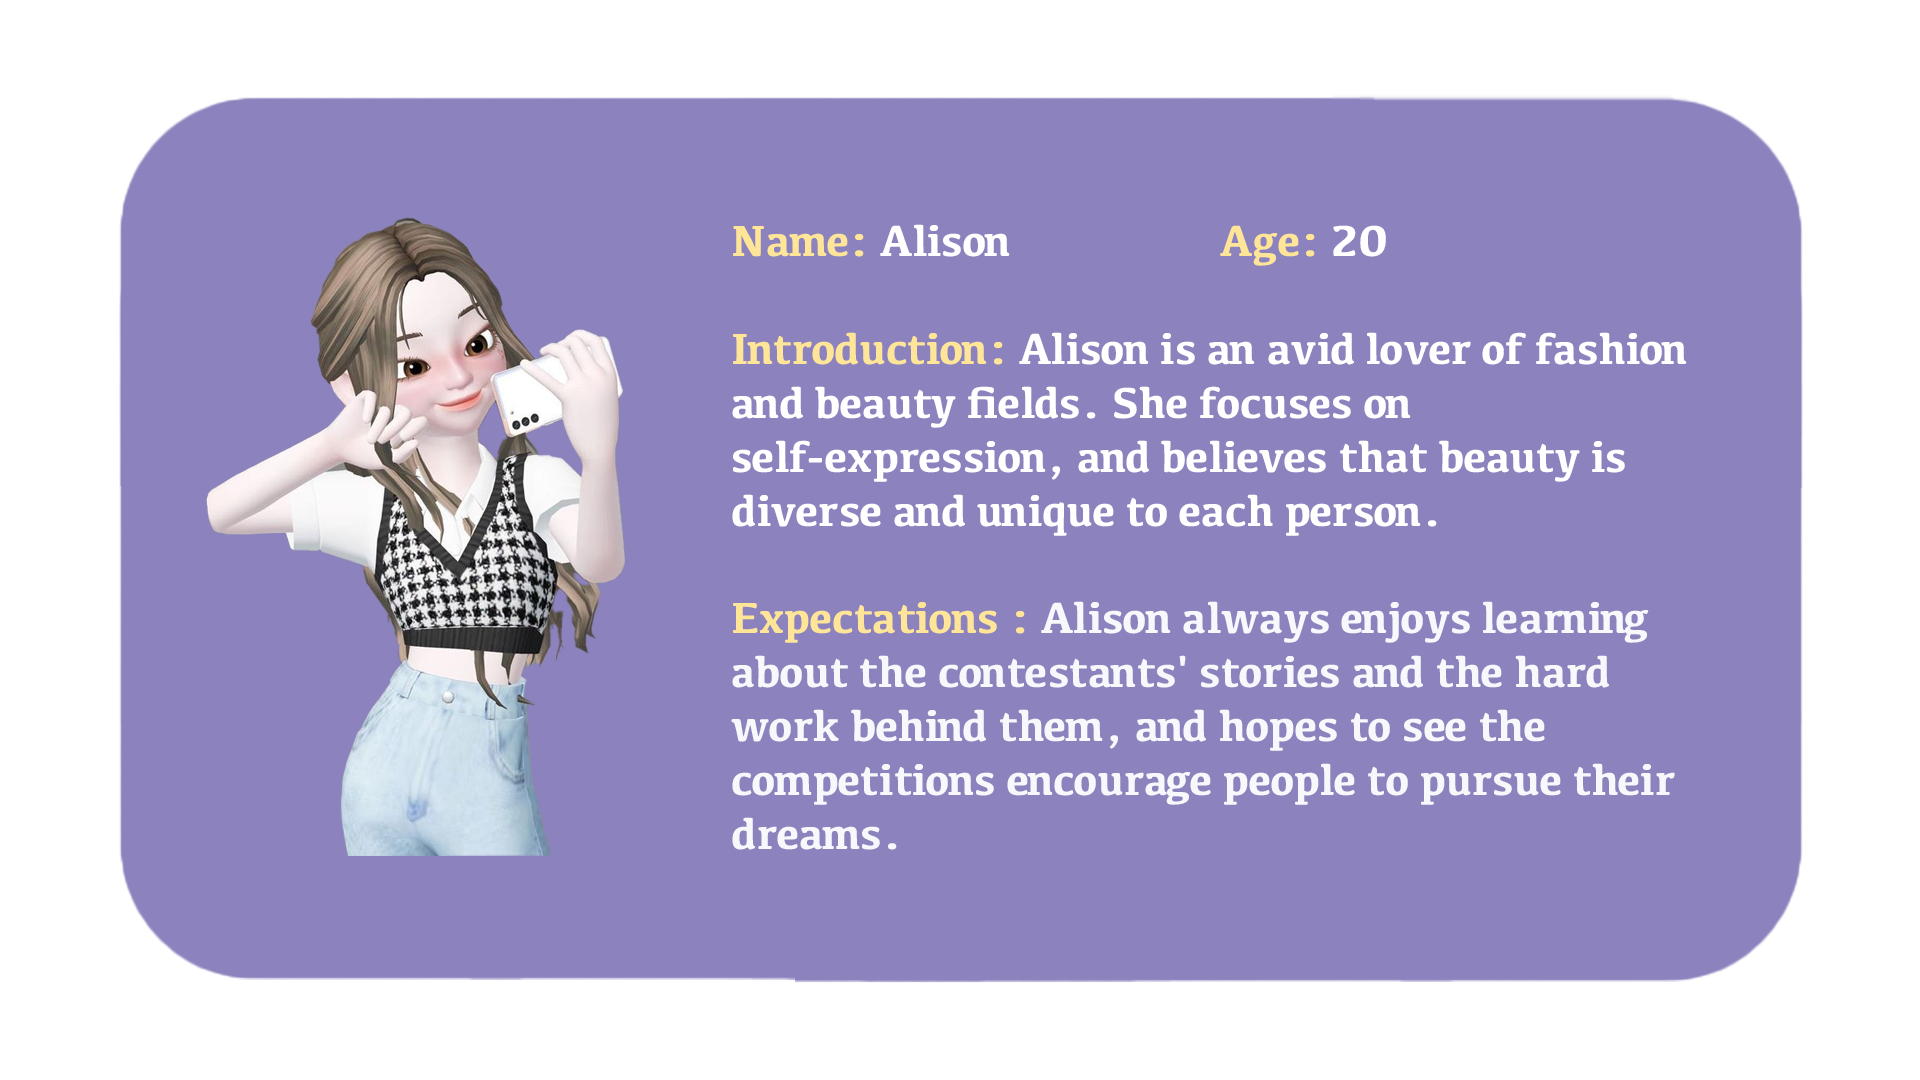 Name: Alison Age: 20
Introduction: Alison is an avid lover of fashion
and beauty fields. She focuses on
self-expression, and believes that beauty is
diverse and unique to each person.
Expectations : Alison always enjoys learning
about the contestants' stories and the hard
work behind them, and hopes to see the
competitions encourage people to pursue their
dreams.